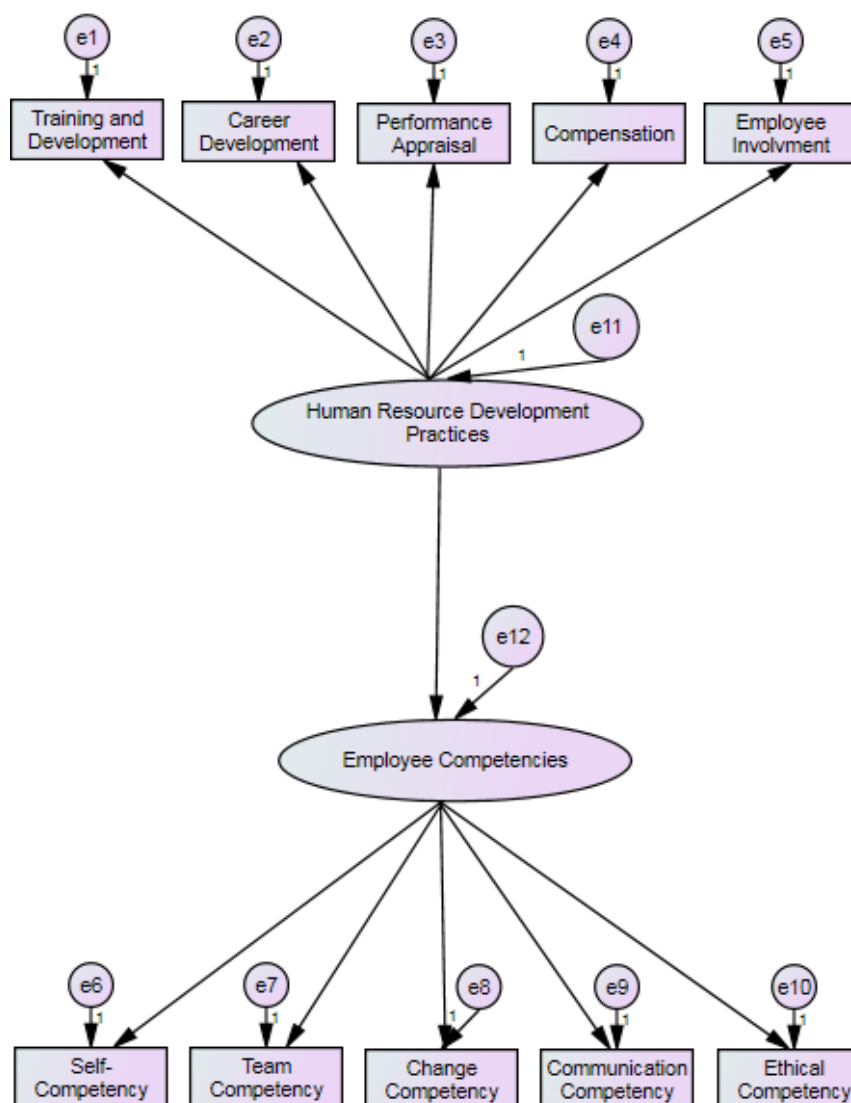 e1
e2
e3
e4
e5
1
1
1
1
1
Training and
Development
Career
Development
Performance
Appraisal
Compensation
Employee
Involvment
e11
1
Human Resource Development
Practices
e12
1
Employee Competencies
e6
e7
e8
e9
e10
1
1
1
1
1
Self-
Competency
Team
Competency
Change
Competency
Communication
Competency
Ethical
Competency